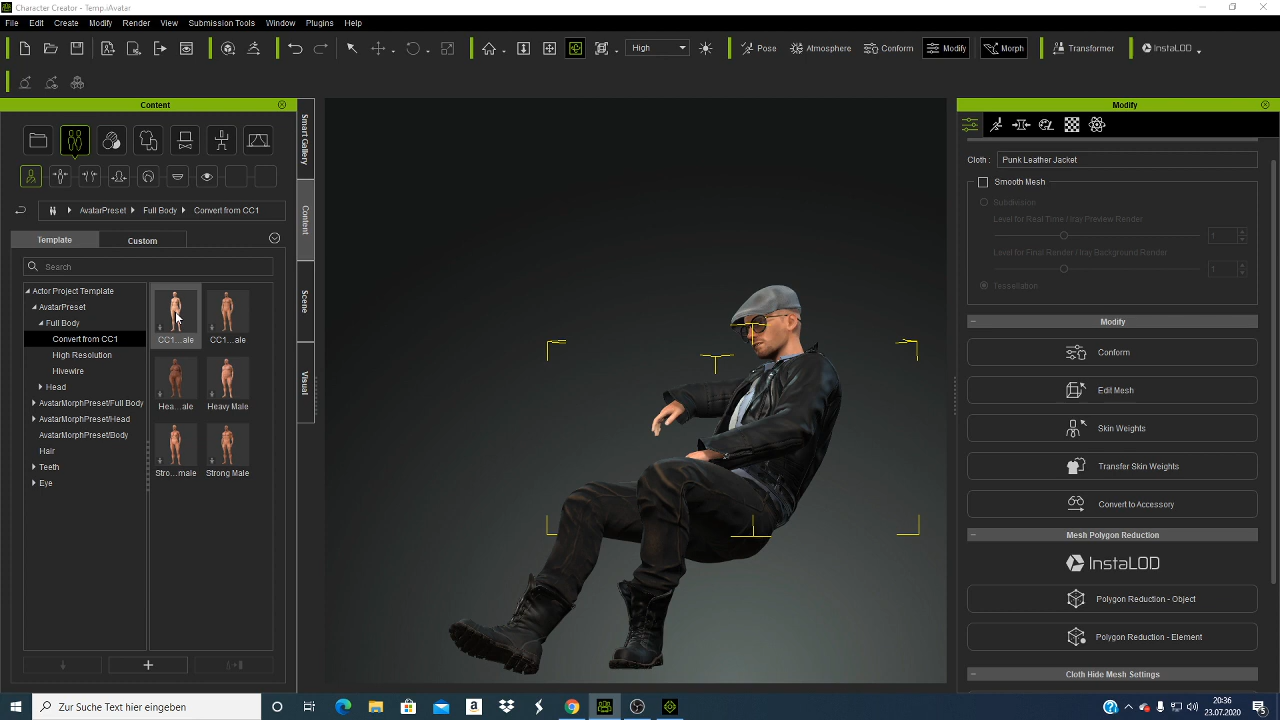 Character Creator - Temp.iAvatar
File Edit Create Modify Render View Submission Tools Window Plugins Help
High Pose Atmosphere Conform Modify Morph Transformer InstaLOD
Content
Smart Gallery
Content
Scene
Visual
AvatarPreset Full Body Convert from CC1
Template Custom
Search
Actor Project Template
AvatarPreset
Full Body
Convert from CC1
High Resolution
Hivewire
Head
AvatarMorphPreset/Full Body
AvatarMorphPreset/Head
AvatarMorphPreset/Body
Hair
Teeth
Eye
CC1...ale CC1...ale
Hea...ale Heavy Male
Stro...male Strong Male
Modify
Cloth : Punk Leather Jacket
Smooth Mesh
Subdivision
Level for Real Time / Iray Preview Render
1
Level for Final Render / Iray Background Render
1
Tessellation
Modify
Conform
Edit Mesh
Skin Weights
Transfer Skin Weights
Convert to Accessory
Mesh Polygon Reduction
InstaLOD
Polygon Reduction - Object
Polygon Reduction - Element
Cloth Hide Mesh Settings
Zur Suche Text hier eingeben
20:36
23.07.2020